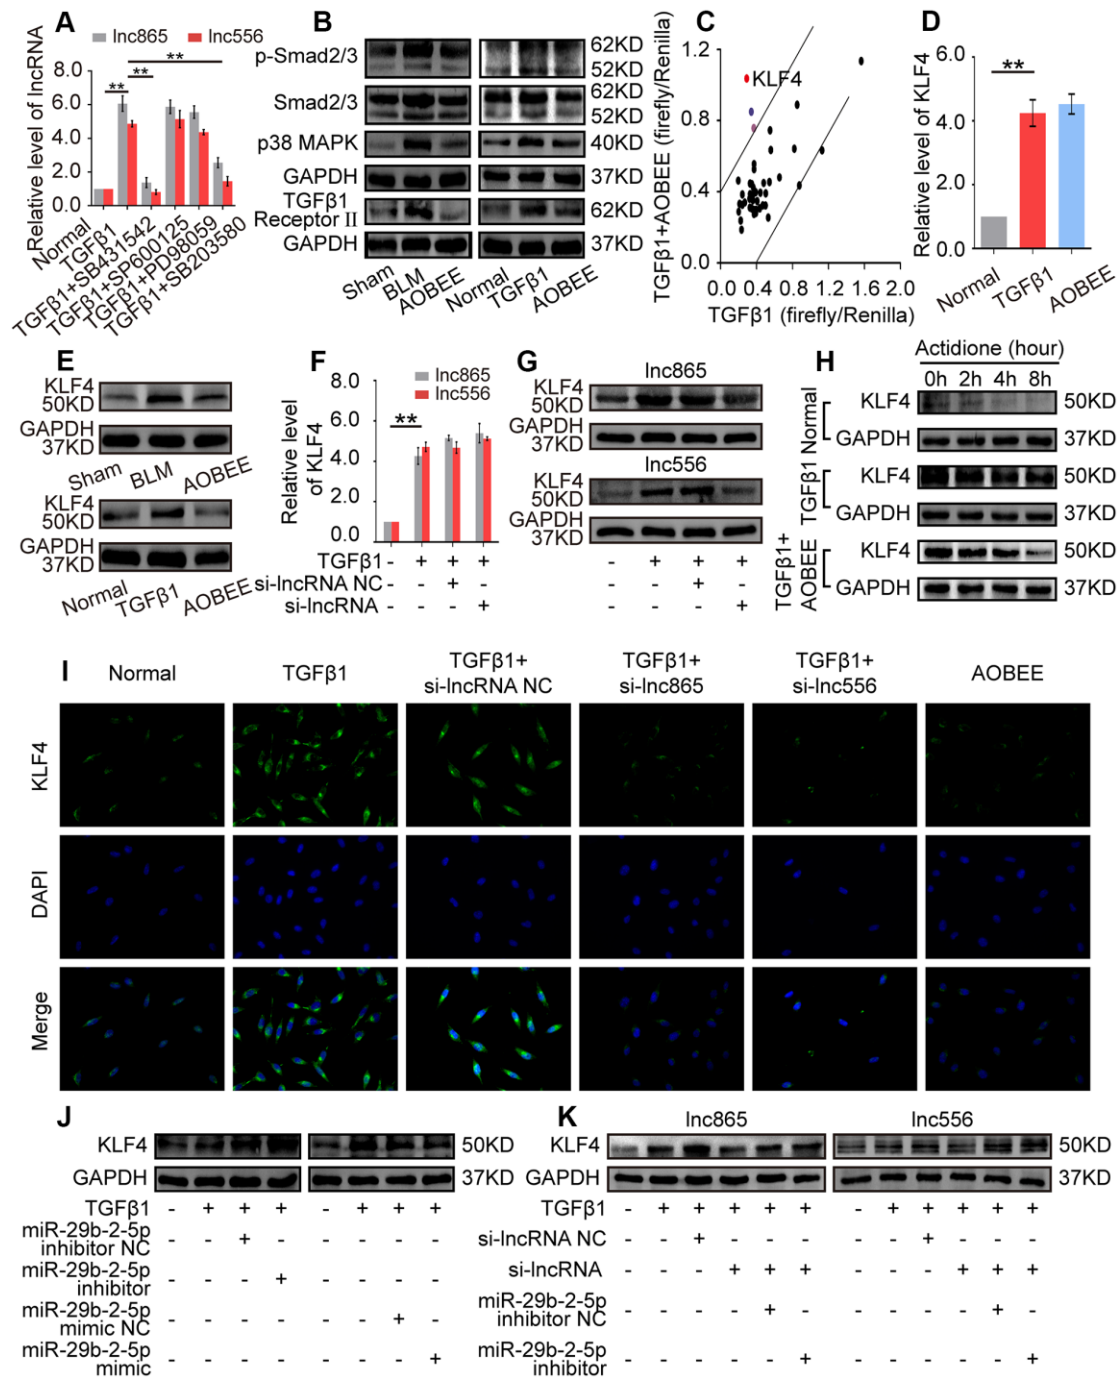 A
lnc865
lnc556
Relative level of lncRNA
8.0
6.0
4.0
2.0
0.0
**
**
**
Normal
TGFβ1
TGFβ1+SB431542
TGFβ1+SP600125
TGFβ1+PD98059
TGFβ1+SB203580
B
p-Smad2/3
62KD
52KD
Smad2/3
62KD
52KD
p38 MAPK
40KD
GAPDH
37KD
TGFβ1
Receptor II
62KD
GAPDH
37KD
Sham
BLM
AOBEE
Normal
TGFβ1
AOBEE
C
TGFβ1+AOBEE (firefly/Renilla)
1.2
0.8
0.4
0.0
KLF4
0.0
0.4
0.8
1.2
1.6
2.0
TGFβ1 (firefly/Renilla)
D
Relative level of KLF4
6.0
4.0
2.0
0.0
**
Normal
TGFβ1
AOBEE
E
KLF4
50KD
GAPDH
37KD
Sham
BLM
AOBEE
KLF4
50KD
GAPDH
37KD
Normal
TGFβ1
AOBEE
F
lnc865
lnc556
Relative level
of KLF4
8.0
6.0
4.0
2.0
0.0
**
TGFβ1 - + + +
si-lncRNA NC - - + -
si-lncRNA - - - +
G
lnc865
KLF4
50KD
GAPDH
37KD
lnc556
KLF4
50KD
GAPDH
37KD
- + + +
- - + -
- - - +
H
Actidione (hour)
0h 2h 4h 8h
Normal
KLF4 50KD
GAPDH 37KD
TGFβ1
KLF4 50KD
GAPDH 37KD
TGFβ1+
AOBEE
KLF4 50KD
GAPDH 37KD
I
Normal
TGFβ1
TGFβ1+
si-lncRNA NC
TGFβ1+
si-lnc865
TGFβ1+
si-lnc556
AOBEE
KLF4
DAPI
Merge
J
KLF4 50KD
GAPDH 37KD
TGFβ1 - + + + - + + +
miR-29b-2-5p
inhibitor NC - - + - - - - -
miR-29b-2-5p
inhibitor - - - + - - - -
miR-29b-2-5p
mimic NC - - - - - - + -
miR-29b-2-5p
mimic - - - - - - - +
K
lnc865
lnc556
KLF4 50KD
GAPDH 37KD
TGFβ1 - + + + + + - + + + + +
si-lncRNA NC - - + - - - - - + - - -
si-lncRNA - - - + + + - - - + + +
miR-29b-2-5p
inhibitor NC - - - - + - - - - - + -
miR-29b-2-5p
inhibitor - - - - - + - - - - - +